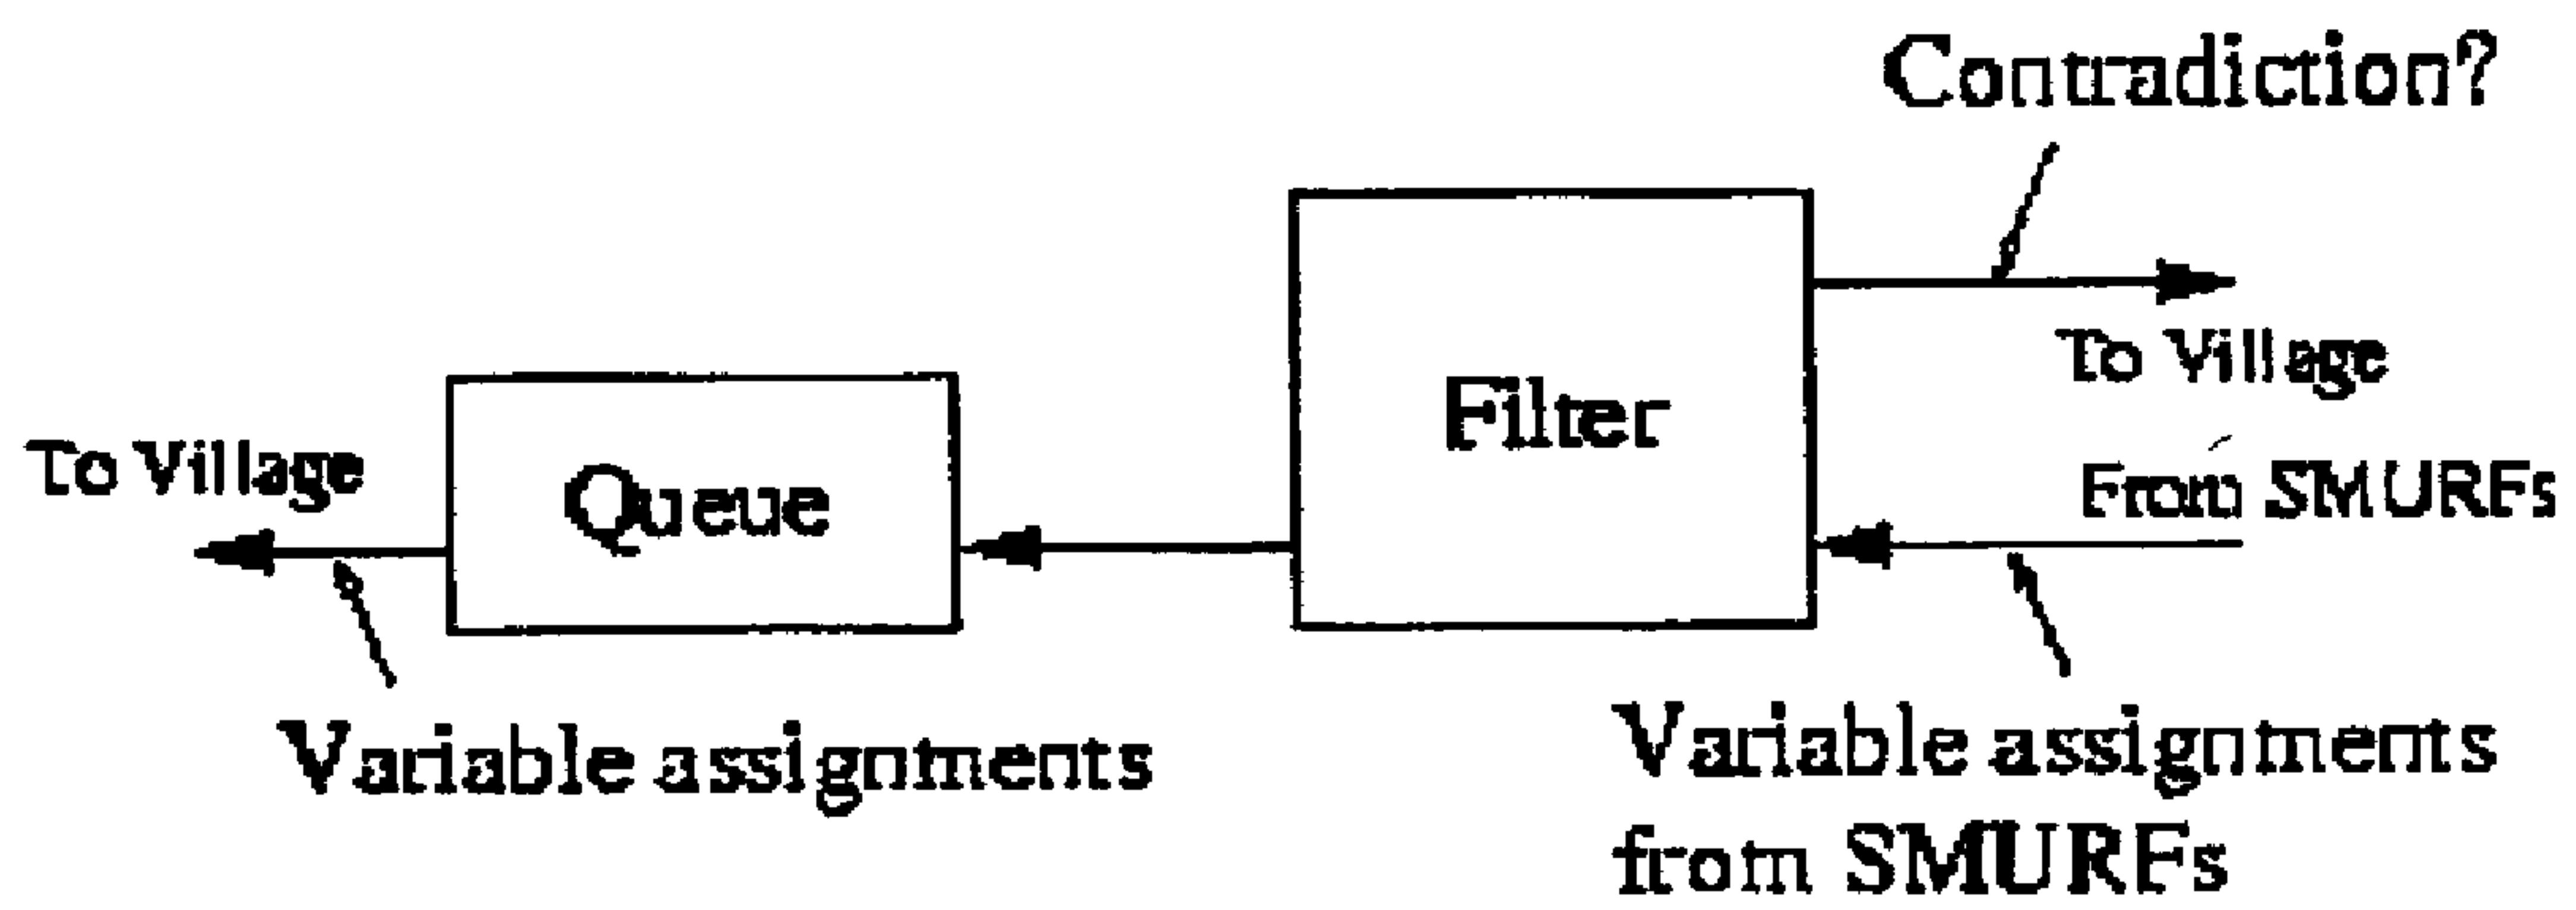 Contradiction?
To Village
Filter
To Village
Queue
From SMURFs
Variable assignments
Variable assignments
from SMURFs